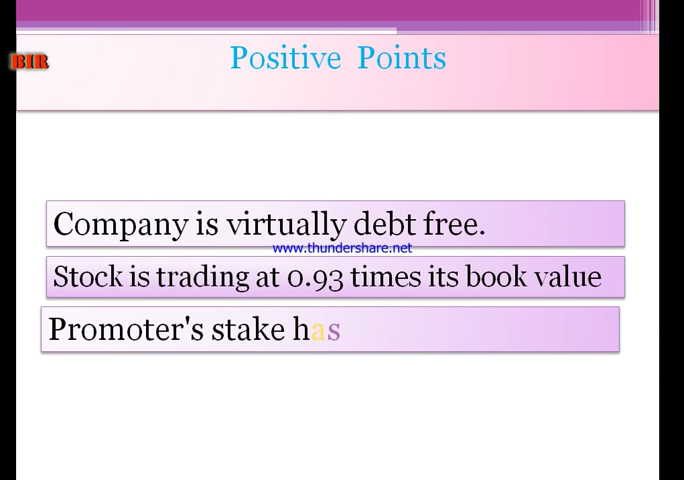 BIR
Positive Points
Company is virtually debt free.
www.thundershare.net
Stock is trading at 0.93 times its book value
Promoter's stake has